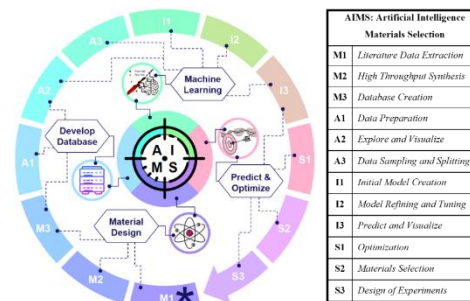 I1
I2
I3
S1
S2
S3
M1*
M2
M3
A1
A2
A3
Machine
Learning
Develop
Database
A I
M S
Predict &
Optimize
Material
Design
AIMS: Artificial Intelligence
Materials Selection
M1 Literature Data Extraction
M2 High Throughput Synthesis
M3 Database Creation
A1 Data Preparation
A2 Explore and Visualize
A3 Data Sampling and Splitting
I1 Initial Model Creation
I2 Model Refining and Tuning
I3 Predict and Visualize
S1 Optimization
S2 Materials Selection
S3 Design of Experiments